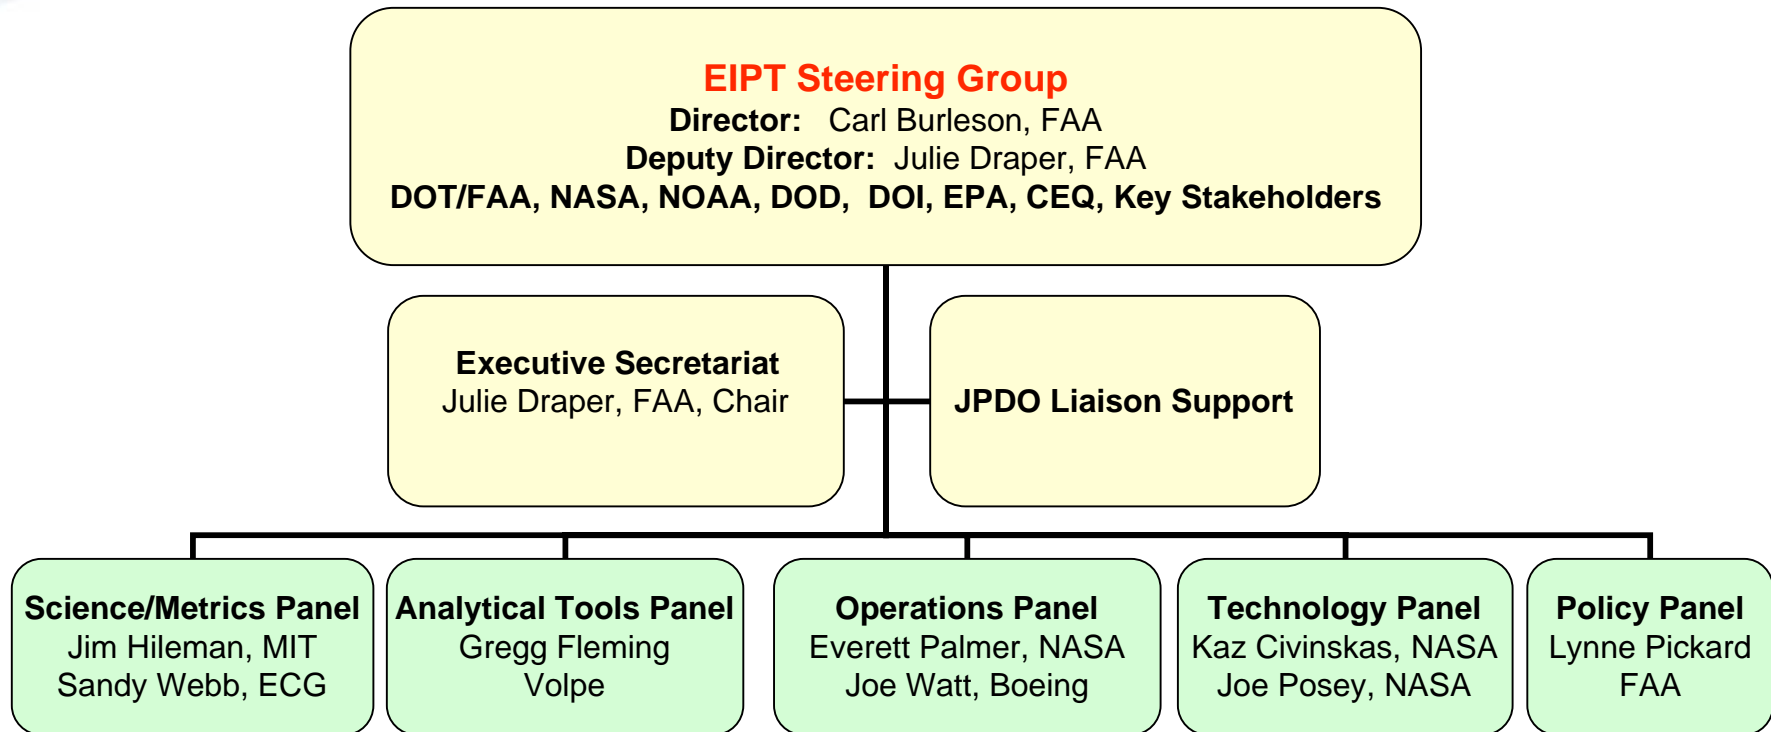 EIPT Steering Group
Director: Carl Burleson, FAA
Deputy Director: Julie Draper, FAA
DOT/FAA, NASA, NOAA, DOD, DOI, EPA, CEQ, Key Stakeholders
Executive Secretariat
Julie Draper, FAA, Chair
JPDO Liaison Support
Science/Metrics Panel
Jim Hileman, MIT
Sandy Webb, ECG
Analytical Tools Panel
Gregg Fleming
Volpe
Operations Panel
Everett Palmer, NASA
Joe Watt, Boeing
Technology Panel
Kaz Civinskas, NASA
Joe Posey, NASA
Policy Panel
Lynne Pickard
FAA